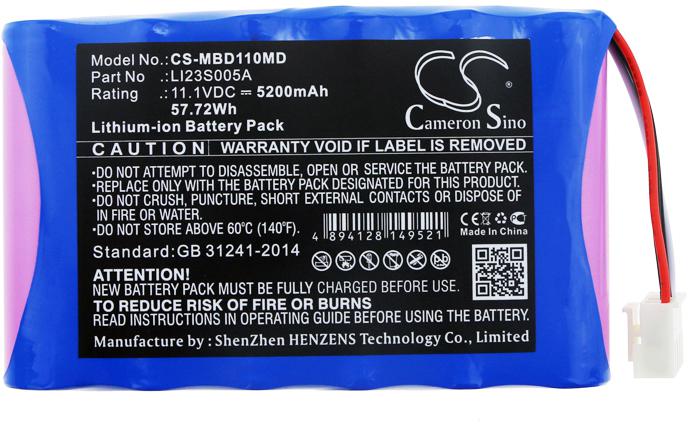 Model No.: CS-MBD110MD
Part No .: LI23S005A
Rating .: 11.1VDC ⎓ 5200mAh
57.72Wh
Lithium-ion Battery Pack
CS
Cameron Sino
CAUTION WARRANTY VOID IF LABEL IS REMOVED
•DO NOT ATTEMPT TO DISASSEMBLE, OPEN OR SERVICE THE BATTERY PACK.
•REPLACE ONLY WITH THE BATTERY PACK DESIGNATED FOR THIS PRODUCT.
•DO NOT CRUSH, PUNCTURE, SHORT EXTERNAL CONTACTS OR DISPOSE OF
IN FIRE OR WATER.
•DO NOT STORE ABOVE 60℃ (140℉).
Standard:GB 31241-2014
4 894128 149521
CE
Made In China
ATTENTION!
NEW BATTERY PACK MUST BE FULLY CHARGED BEFORE USE
TO REDUCE RISK OF FIRE OR BURNS
READ INSTRUCTIONS IN OPERATING GUIDE BEFORE USING BATTERY
Manufacturer by : ShenZhen HENZENS Technology Co., Limited